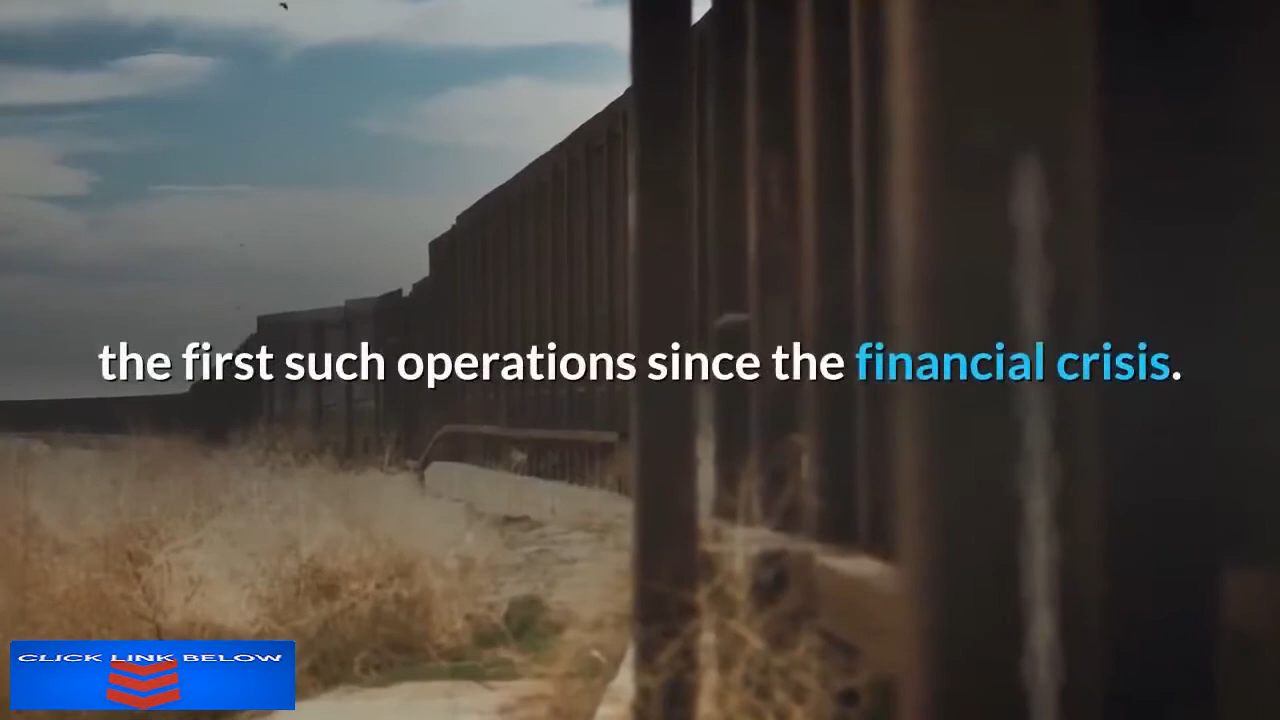 the first such operations since the financial crisis.
CLICK LINK BELOW